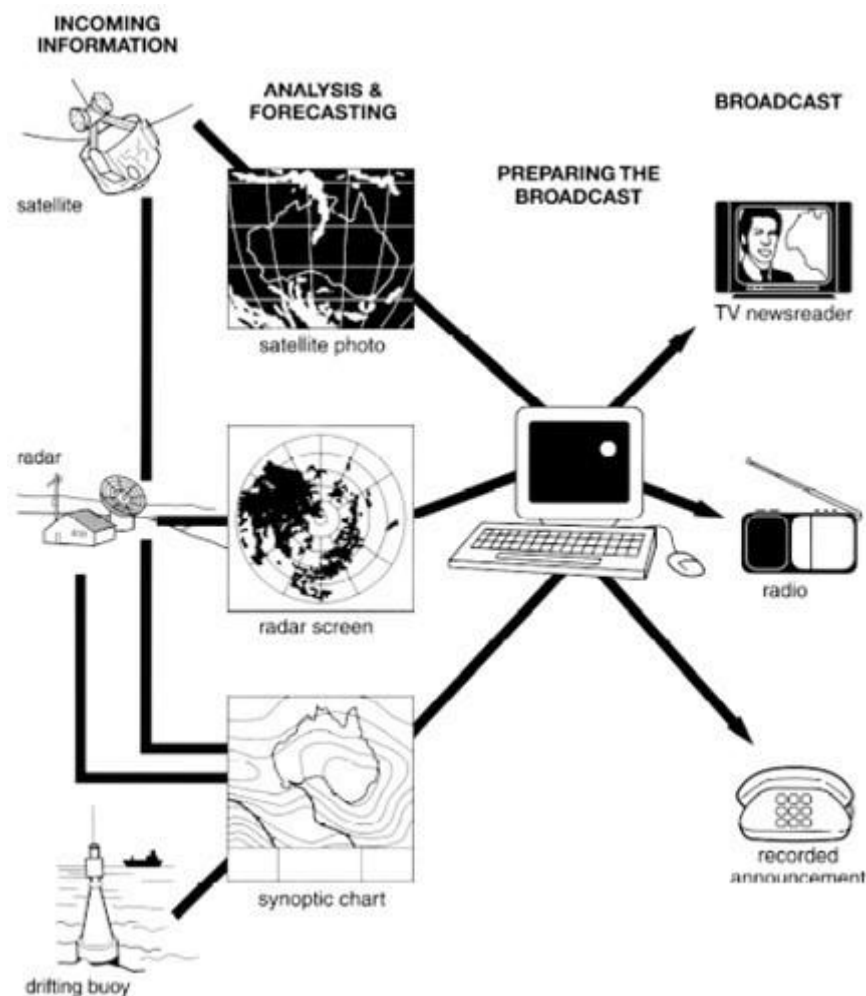 INCOMING
INFORMATION
ANALYSIS &
FORECASTING
BROADCAST
PREPARING THE
BROADCAST
satellite
satellite photo
TV newsreader
radar
radar screen
radio
synoptic chart
recorded
announcement
drifting buoy